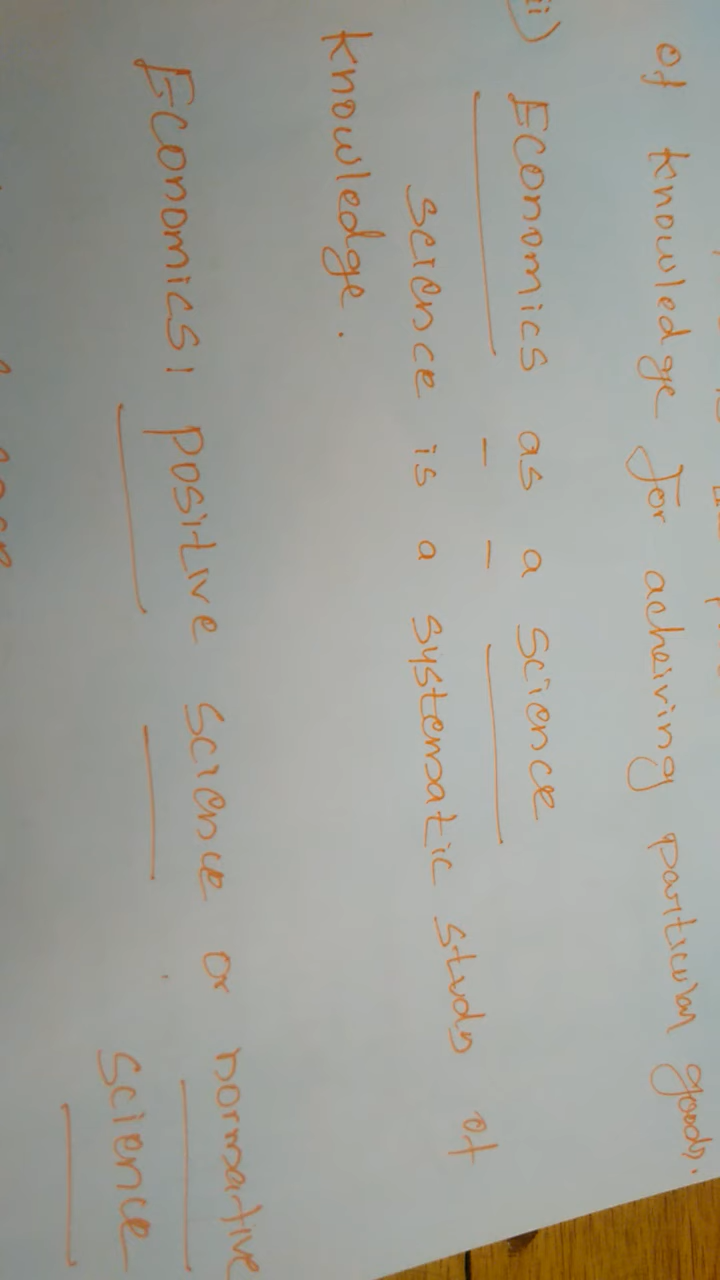 of knowledge for acheiving particular goods.
ii) Economics as a science
science is a systematic study of
knowledge.
Economics, positive science or normative
science